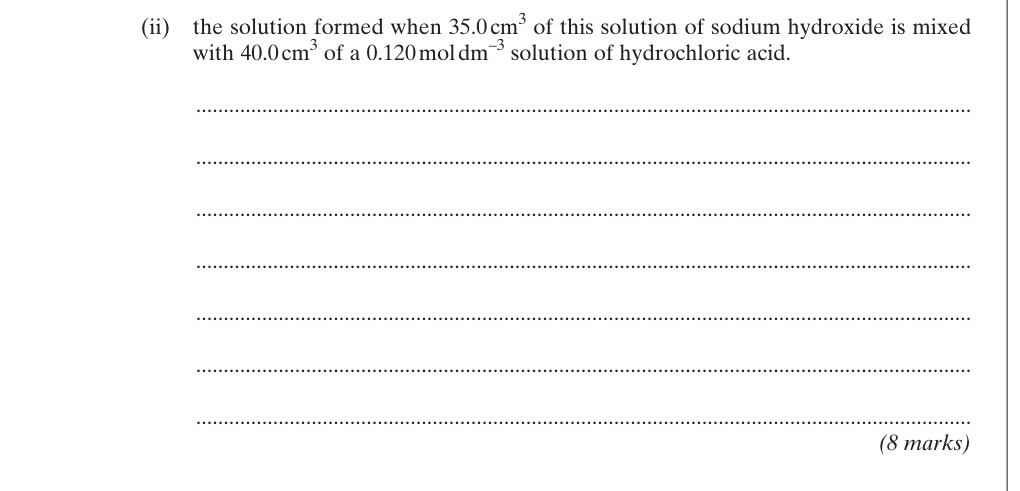 (ii) the solution formed when 35.0 cm³ of this solution of sodium hydroxide is mixed
with 40.0 cm³ of a 0.120 mol dm⁻³ solution of hydrochloric acid.
(8 marks)